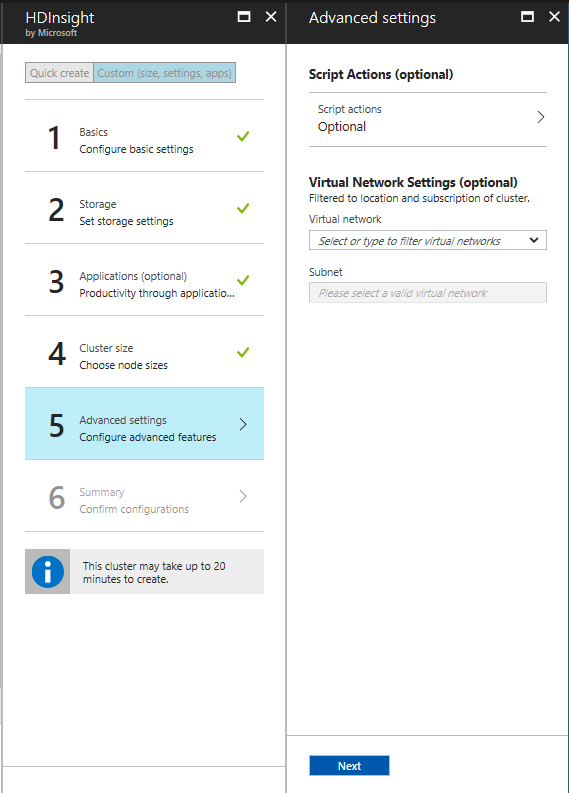 HDInsight
by Microsoft
Quick create
Custom (size, settings, apps)
1
Basics
Configure basic settings
2
Storage
Set storage settings
3
Applications (optional)
Productivity through applicatio...
4
Cluster size
Choose node sizes
5
Advanced settings
Configure advanced features
6
Summary
Confirm configurations
This cluster may take up to 20
minutes to create.
Advanced settings
Script Actions (optional)
Script actions
Optional
Virtual Network Settings (optional)
Filtered to location and subscription of cluster.
Virtual network
Select or type to filter virtual networks
Subnet
Please select a valid virtual network
Next